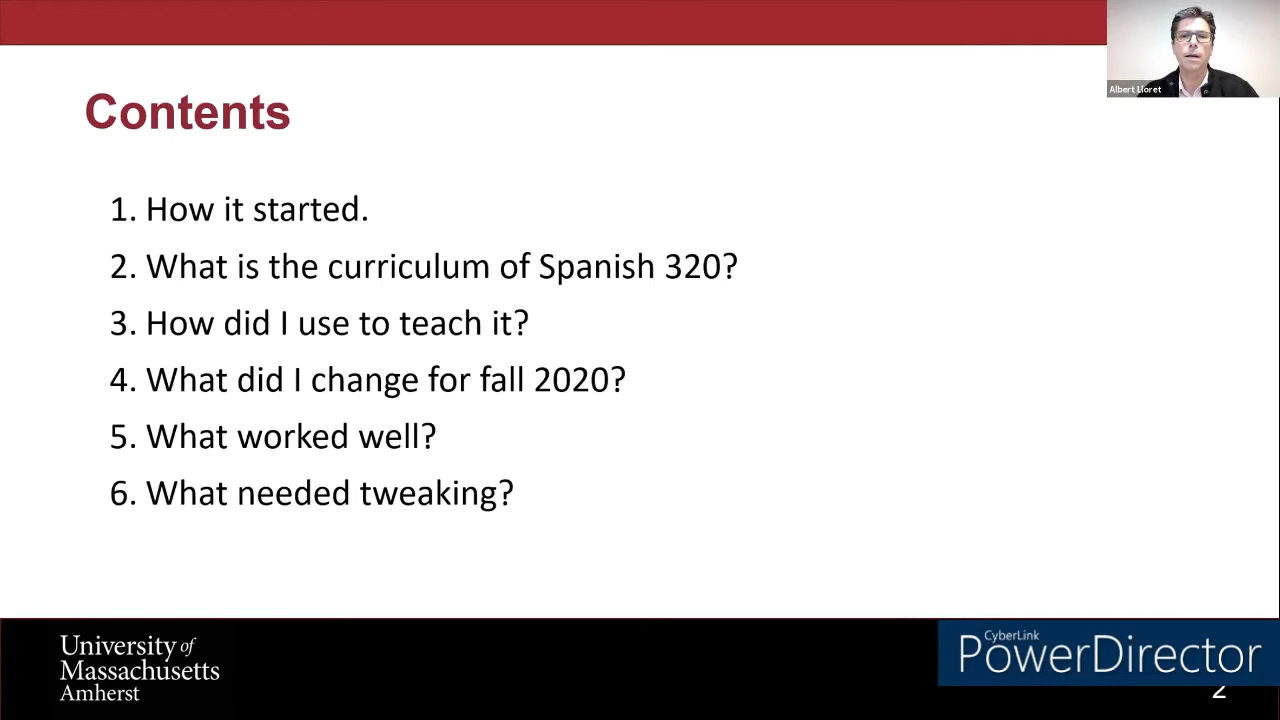 Albert Lloret
Contents
1. How it started.
2. What is the curriculum of Spanish 320?
3. How did I use to teach it?
4. What did I change for fall 2020?
5. What worked well?
6. What needed tweaking?
University of
Massachusetts
Amherst
CyberLink
PowerDirector
2